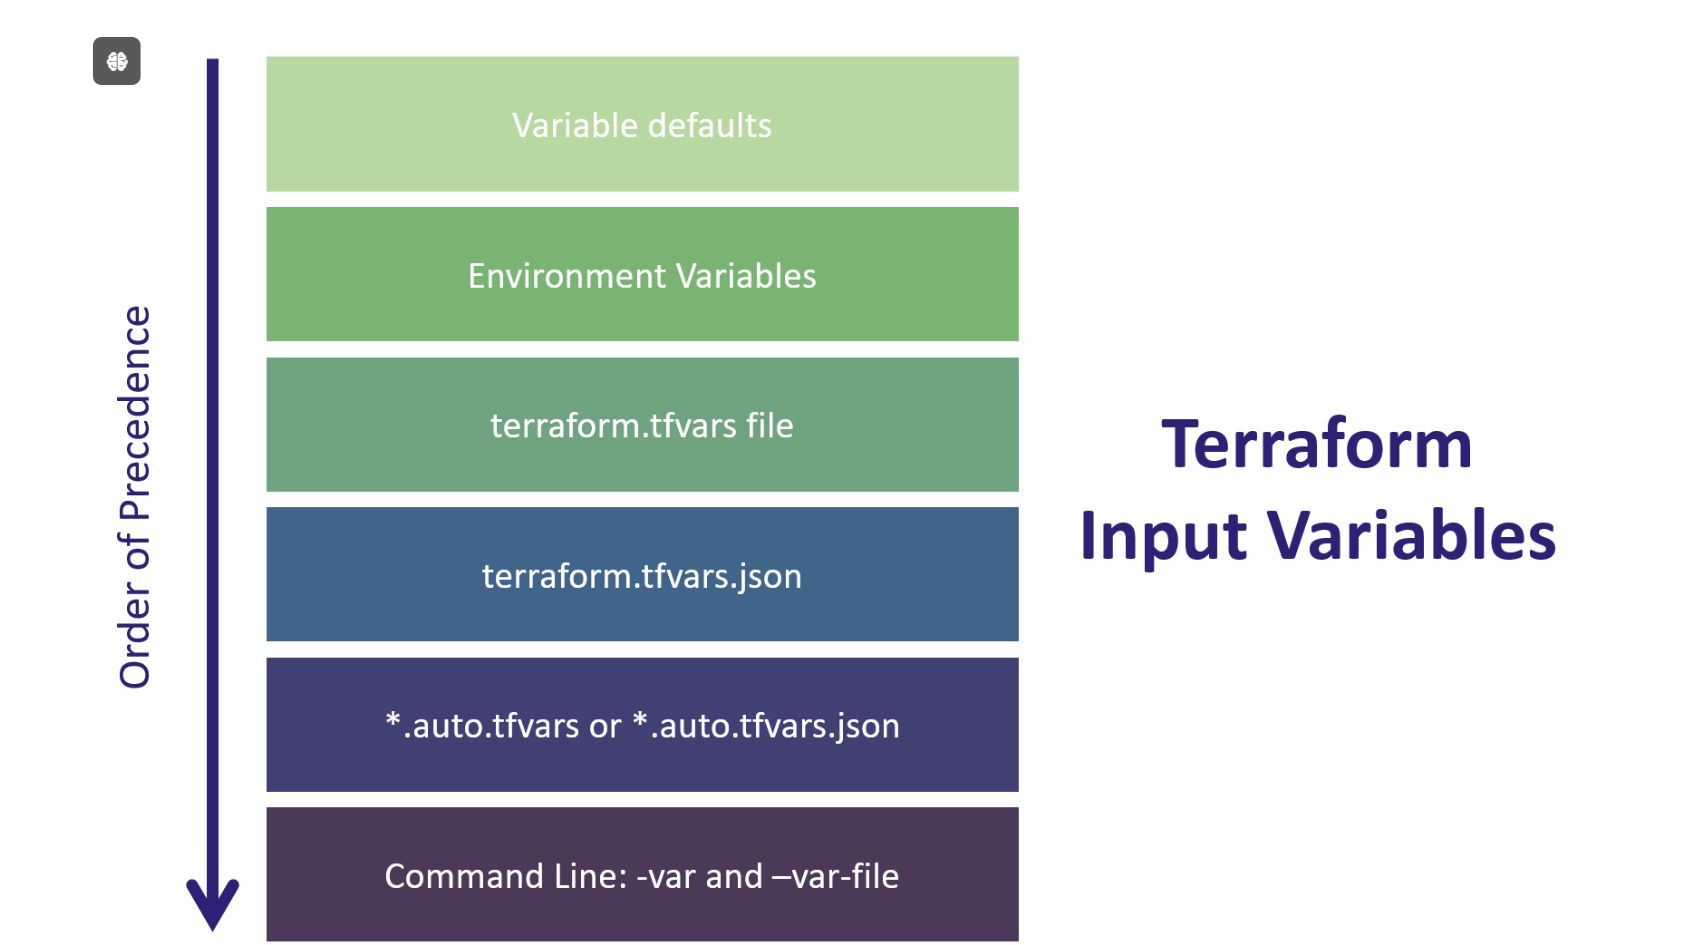 Variable defaults
Environment Variables
terraform.tfvars file
terraform.tfvars.json
*.auto.tfvars or *.auto.tfvars.json
Command Line: -var and –var-file
Order of Precedence
Terraform
Input Variables